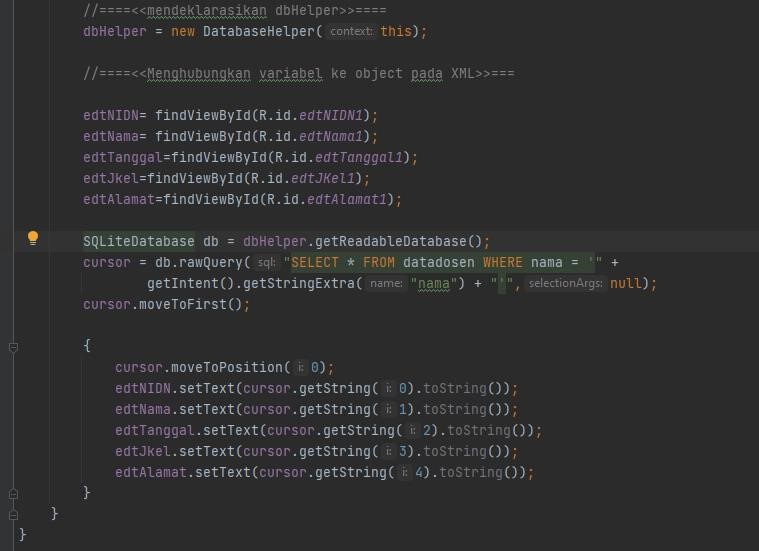 //====<<mendeklarasikan dbHelper>>====
dbHelper = new DatabaseHelper( context: this);
//====<<Menghubungkan variabel ke object pada XML>>===
edtNIDN= findViewById(R.id.edtNIDN1);
edtNama= findViewById(R.id.edtNama1);
edtTanggal=findViewById(R.id.edtTanggal1);
edtJkel=findViewById(R.id.edtJKel1);
edtAlamat=findViewById(R.id.edtAlamat1);
SQLiteDatabase db = dbHelper.getReadableDatabase();
cursor = db.rawQuery( sql: "SELECT * FROM datadosen WHERE nama = '" +
getIntent().getStringExtra( name: "nama") + "'", selectionArgs: null);
cursor.moveToFirst();
{
cursor.moveToPosition( i: 0);
edtNIDN.setText(cursor.getString( i: 0).toString());
edtNama.setText(cursor.getString( i: 1).toString());
edtTanggal.setText(cursor.getString( i: 2).toString());
edtJkel.setText(cursor.getString( i: 3).toString());
edtAlamat.setText(cursor.getString( i: 4).toString());
}
}
}